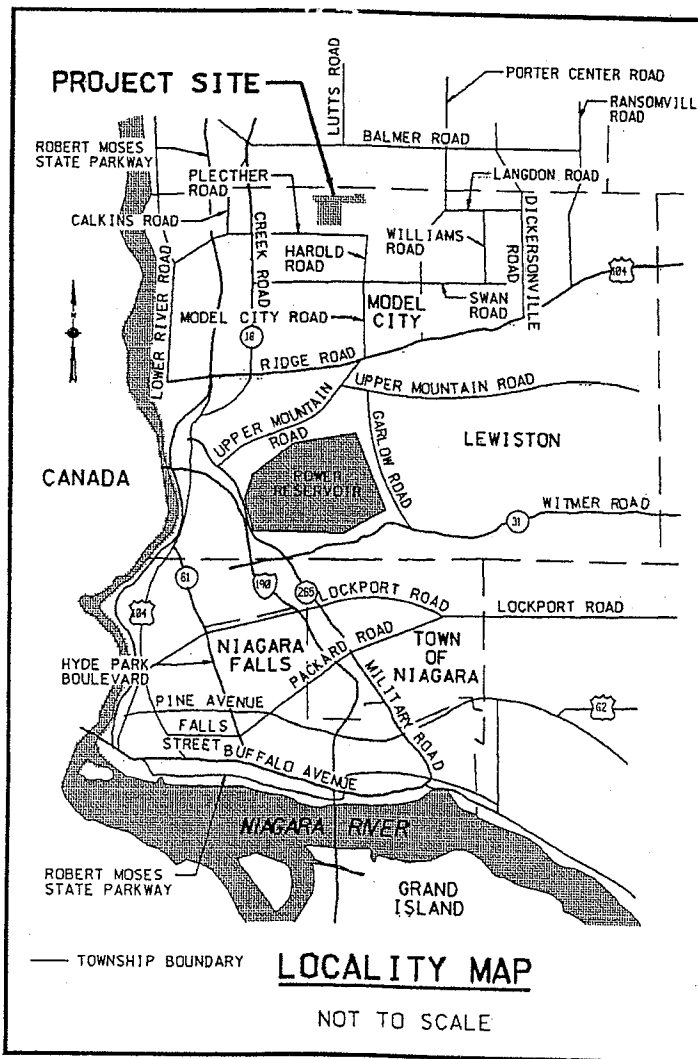 LUTTS ROAD
PORTER CENTER ROAD
PROJECT SITE
RANSOMVILLE
ROAD
BALMER ROAD
ROBERT MOSES
STATE PARKWAY
PLECTHER
ROAD
LANGDON ROAD
CALKINS ROAD
CREEK ROAD
HAROLD
ROAD
WILLIAMS
ROAD
DICKERSONVILLE
ROAD
104
LOWER RIVER ROAD
MODEL CITY ROAD
MODEL
CITY
SWAN
ROAD
18
RIDGE ROAD
UPPER MOUNTAIN
ROAD
UPPER MOUNTAIN ROAD
GARLOW ROAD
LEWISTON
CANADA
POWER
RESERVOIR
WITMER ROAD
31
61
190
265
104
LOCKPORT ROAD
LOCKPORT ROAD
HYDE PARK
BOULEVARD
NIAGARA
FALLS
PACKARD ROAD
TOWN
OF
NIAGARA
MILITARY ROAD
PINE AVENUE
62
FALLS
STREET
BUFFALO AVENUE
NIAGARA RIVER
ROBERT MOSES
STATE PARKWAY
GRAND
ISLAND
TOWNSHIP BOUNDARY
LOCALITY MAP
NOT TO SCALE